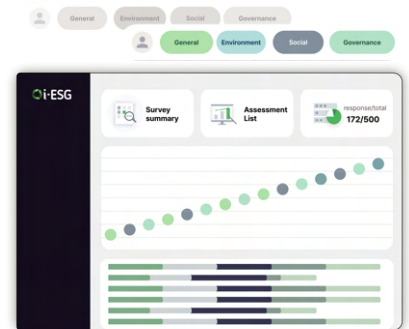 General Environment Social Governance
General Environment Social Governance
i·ESG
Survey
summary
Assessment
List
response/total
172/500